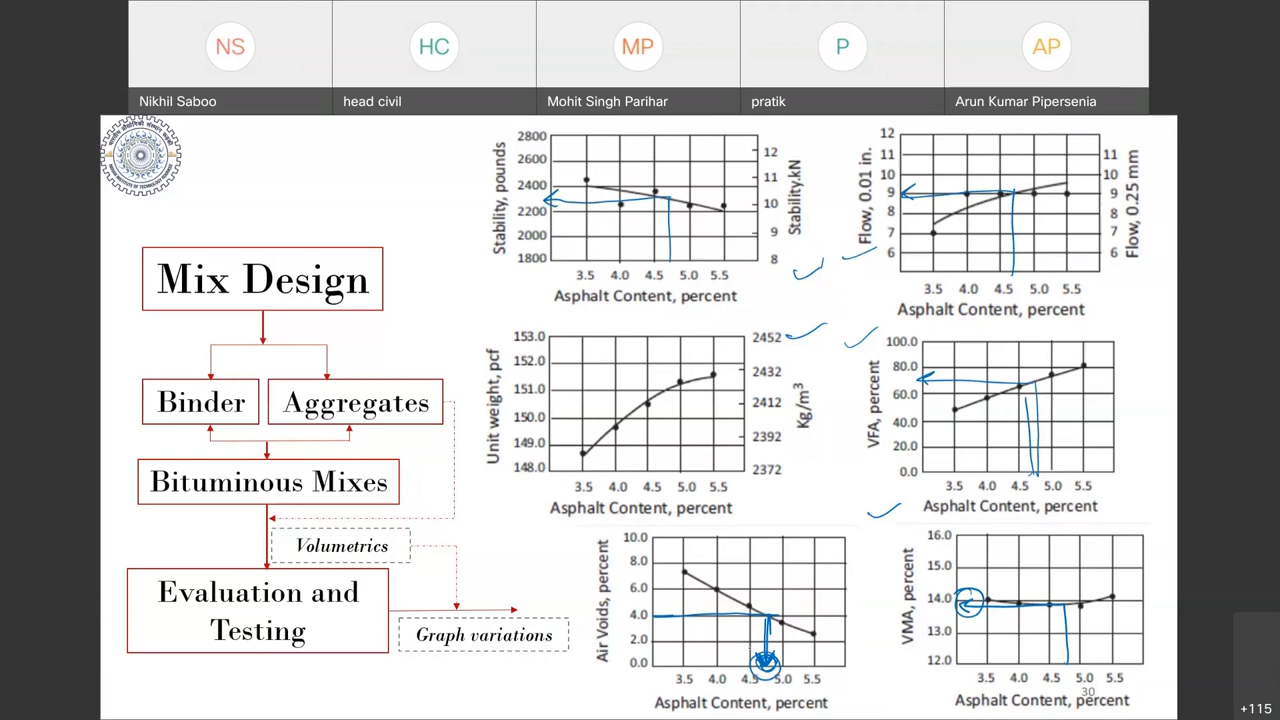 NS
HC
MP
P
AP
Nikhil Saboo
head civil
Mohit Singh Parihar
pratik
Arun Kumar Pipersenia
Mix Design
Binder
Aggregates
Bituminous Mixes
Volumetrics
Evaluation and
Testing
Graph variations
Stability, pounds
2800
2600
2400
2200
2000
1800
12
11
10
9
8
Stability.kN
3.5 4.0 4.5 5.0 5.5
Asphalt Content, percent
Flow, 0.01 in.
12
11
10
9
8
7
6
11
10
9
8
7
6
Flow, 0.25 mm
3.5 4.0 4.5 5.0 5.5
Asphalt Content, percent
Unit weight, pcf
153.0
152.0
151.0
150.0
149.0
148.0
2452
2432
2412
2392
2372
Kg/m³
3.5 4.0 4.5 5.0 5.5
Asphalt Content, percent
VFA, percent
100.0
80.0
60.0
40.0
20.0
0.0
3.5 4.0 4.5 5.0 5.5
Asphalt Content, percent
Air Voids, percent
10.0
8.0
6.0
4.0
2.0
0.0
3.5 4.0 4.5 5.0 5.5
Asphalt Content, percent
VMA, percent
16.0
15.0
14.0
13.0
12.0
3.5 4.0 4.5 5.0 5.5
Asphalt Content, percent
30
+115